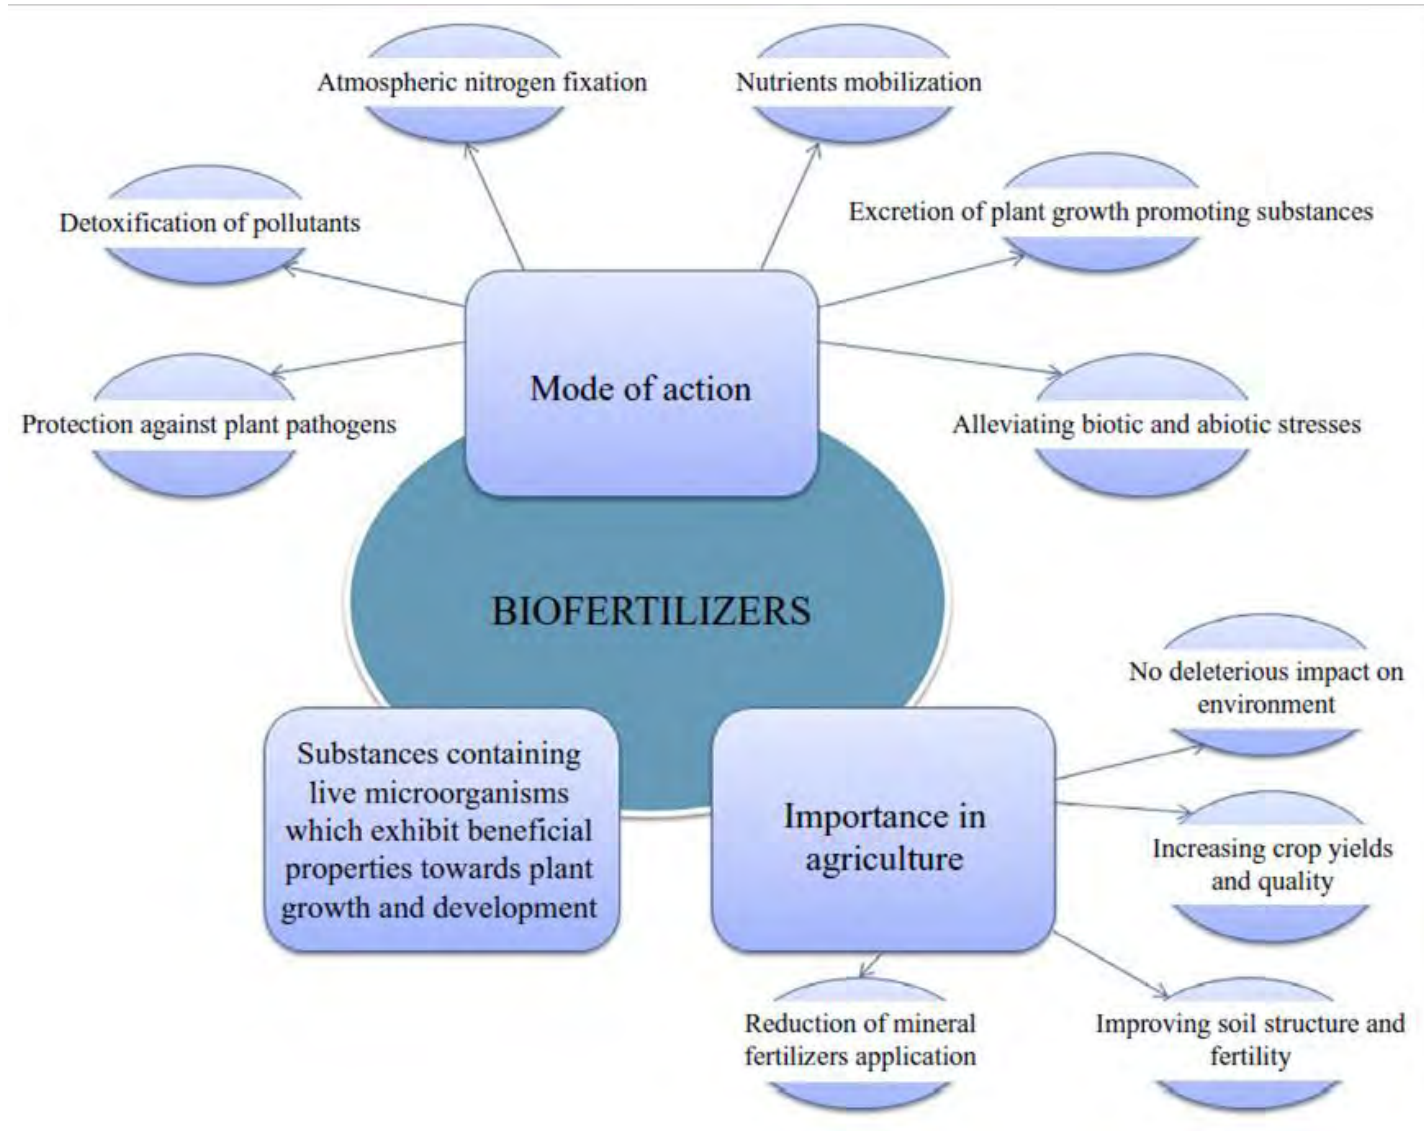 Atmospheric nitrogen fixation
Nutrients mobilization
Detoxification of pollutants
Excretion of plant growth promoting substances
Mode of action
Protection against plant pathogens
Alleviating biotic and abiotic stresses
BIOFERTILIZERS
No deleterious impact on
environment
Substances containing
live microorganisms
which exhibit beneficial
properties towards plant
growth and development
Importance in
agriculture
Increasing crop yields
and quality
Reduction of mineral
fertilizers application
Improving soil structure and
fertility